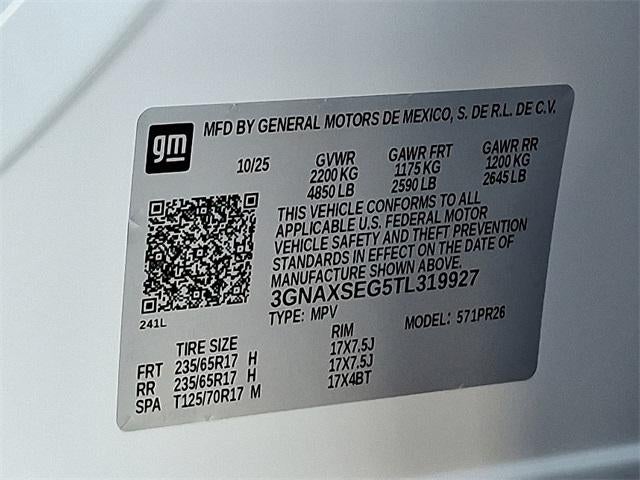 gm
MFD BY GENERAL MOTORS DE MEXICO, S. DE R.L. DE C.V.
10/25 GVWR GAWR FRT GAWR RR
2200 KG 1175 KG 1200 KG
4850 LB 2590 LB 2645 LB
THIS VEHICLE CONFORMS TO ALL
APPLICABLE U.S. FEDERAL MOTOR
VEHICLE SAFETY AND THEFT PREVENTION
STANDARDS IN EFFECT ON THE DATE OF
MANUFACTURE SHOWN ABOVE.
3GNAXSEG5TL319927
241L
TYPE: MPV MODEL: 571PR26
TIRE SIZE RIM
FRT 235/65R17 H 17X7.5J
RR 235/65R17 H 17X7.5J
SPA T125/70R17 M 17X4BT